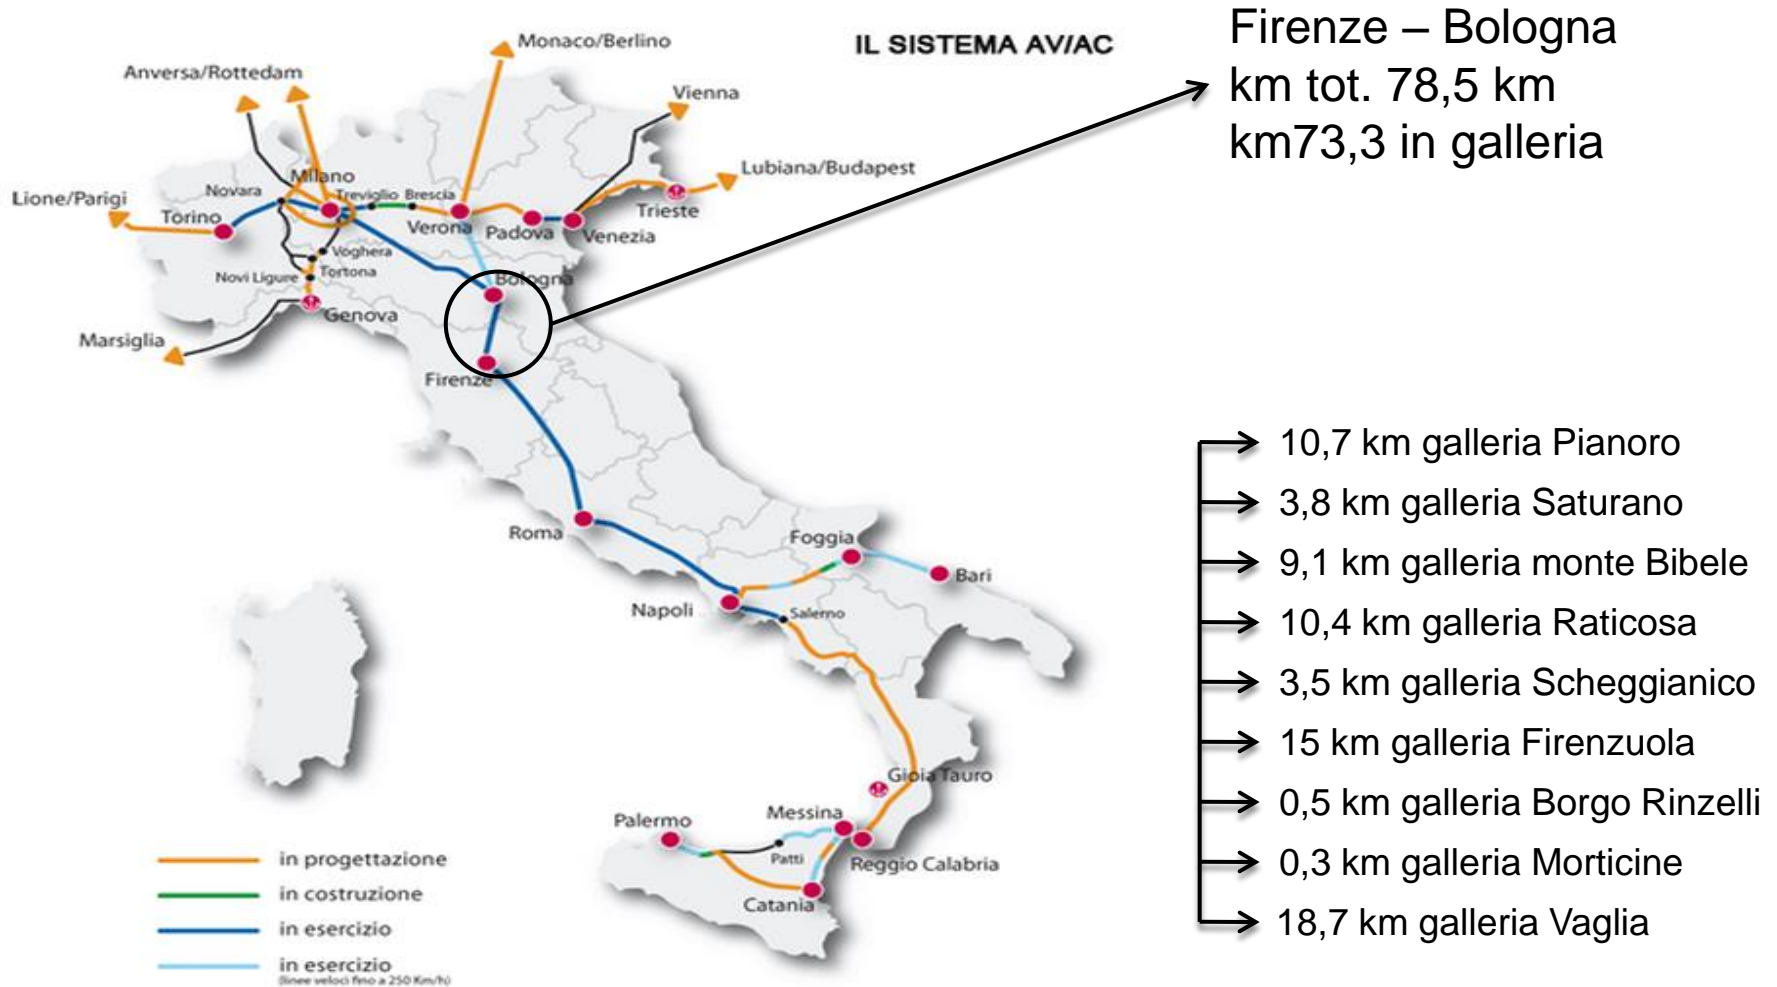 IL SISTEMA AV/AC
Firenze – Bologna
km tot. 78,5 km
km73,3 in galleria
Monaco/Berlino
Anversa/Rottedam
Vienna
Lubiana/Budapest
Lione/Parigi
Novara
Milano
Treviglio
Brescia
Torino
Verona
Padova
Venezia
Trieste
Voghera
Tortona
Novi Ligure
Bologna
Genova
Marsiglia
Firenze
Roma
Foggia
Bari
Napoli
Salerno
Gioia Tauro
Messina
Palermo
Patti
Reggio Calabria
Catania
in progettazione
in costruzione
in esercizio
in esercizio
(linee veloci fino a 250 Km/h)
10,7 km galleria Pianoro
3,8 km galleria Saturano
9,1 km galleria monte Bibele
10,4 km galleria Raticosa
3,5 km galleria Scheggianico
15 km galleria Firenzuola
0,5 km galleria Borgo Rinzelli
0,3 km galleria Morticine
18,7 km galleria Vaglia